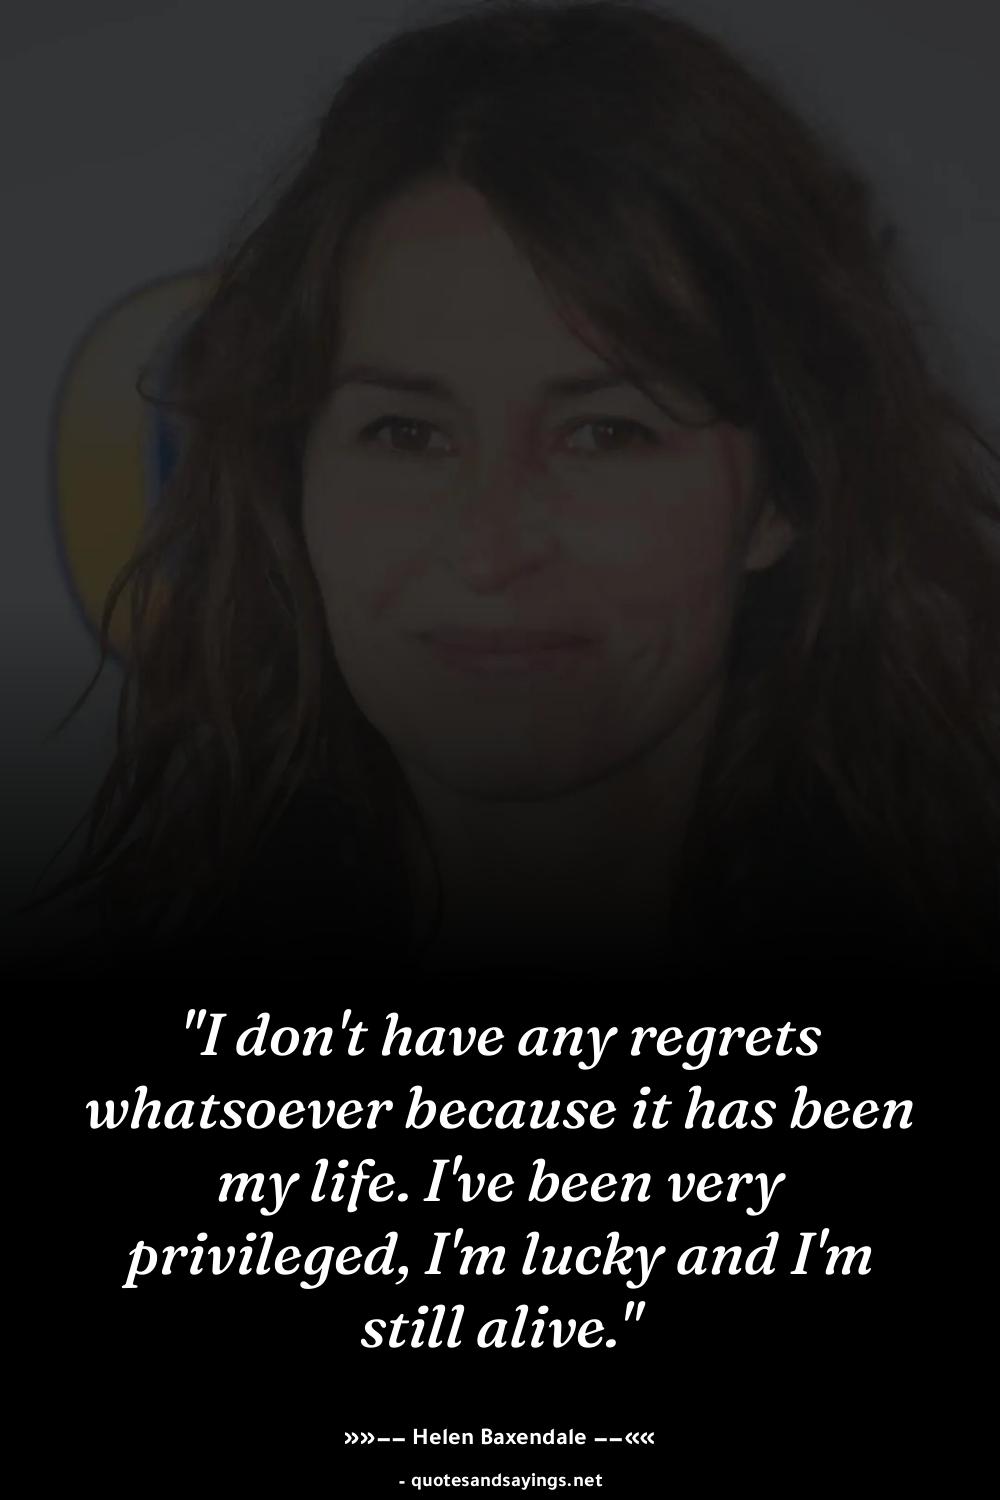 "I don't have any regrets
whatsoever because it has been
my life. I've been very
privileged, I'm lucky and I'm
still alive."
»»–– Helen Baxendale ––««
- quotesandsayings.net